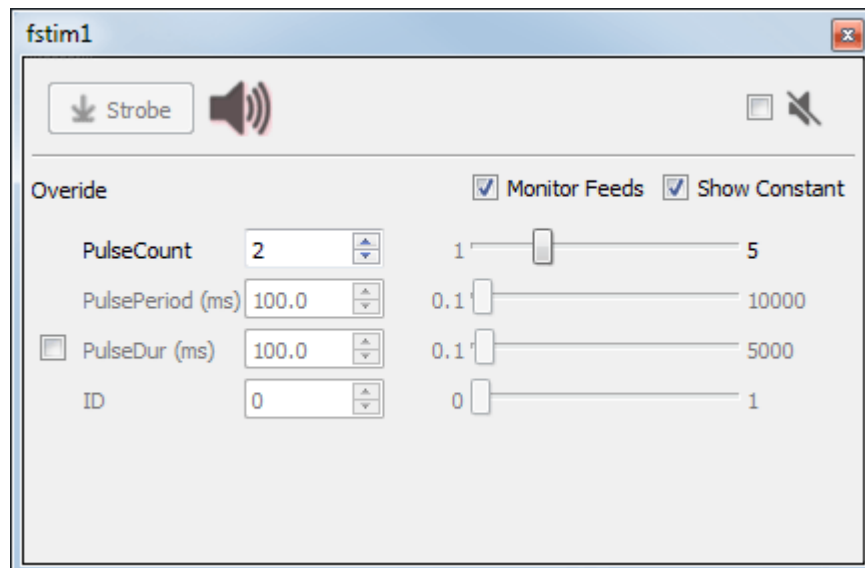 fstim1
Strobe
Overide Monitor Feeds Show Constant
PulseCount 2 1 5
PulsePeriod (ms) 100.0 0.1 10000
PulseDur (ms) 100.0 0.1 5000
ID 0 0 1